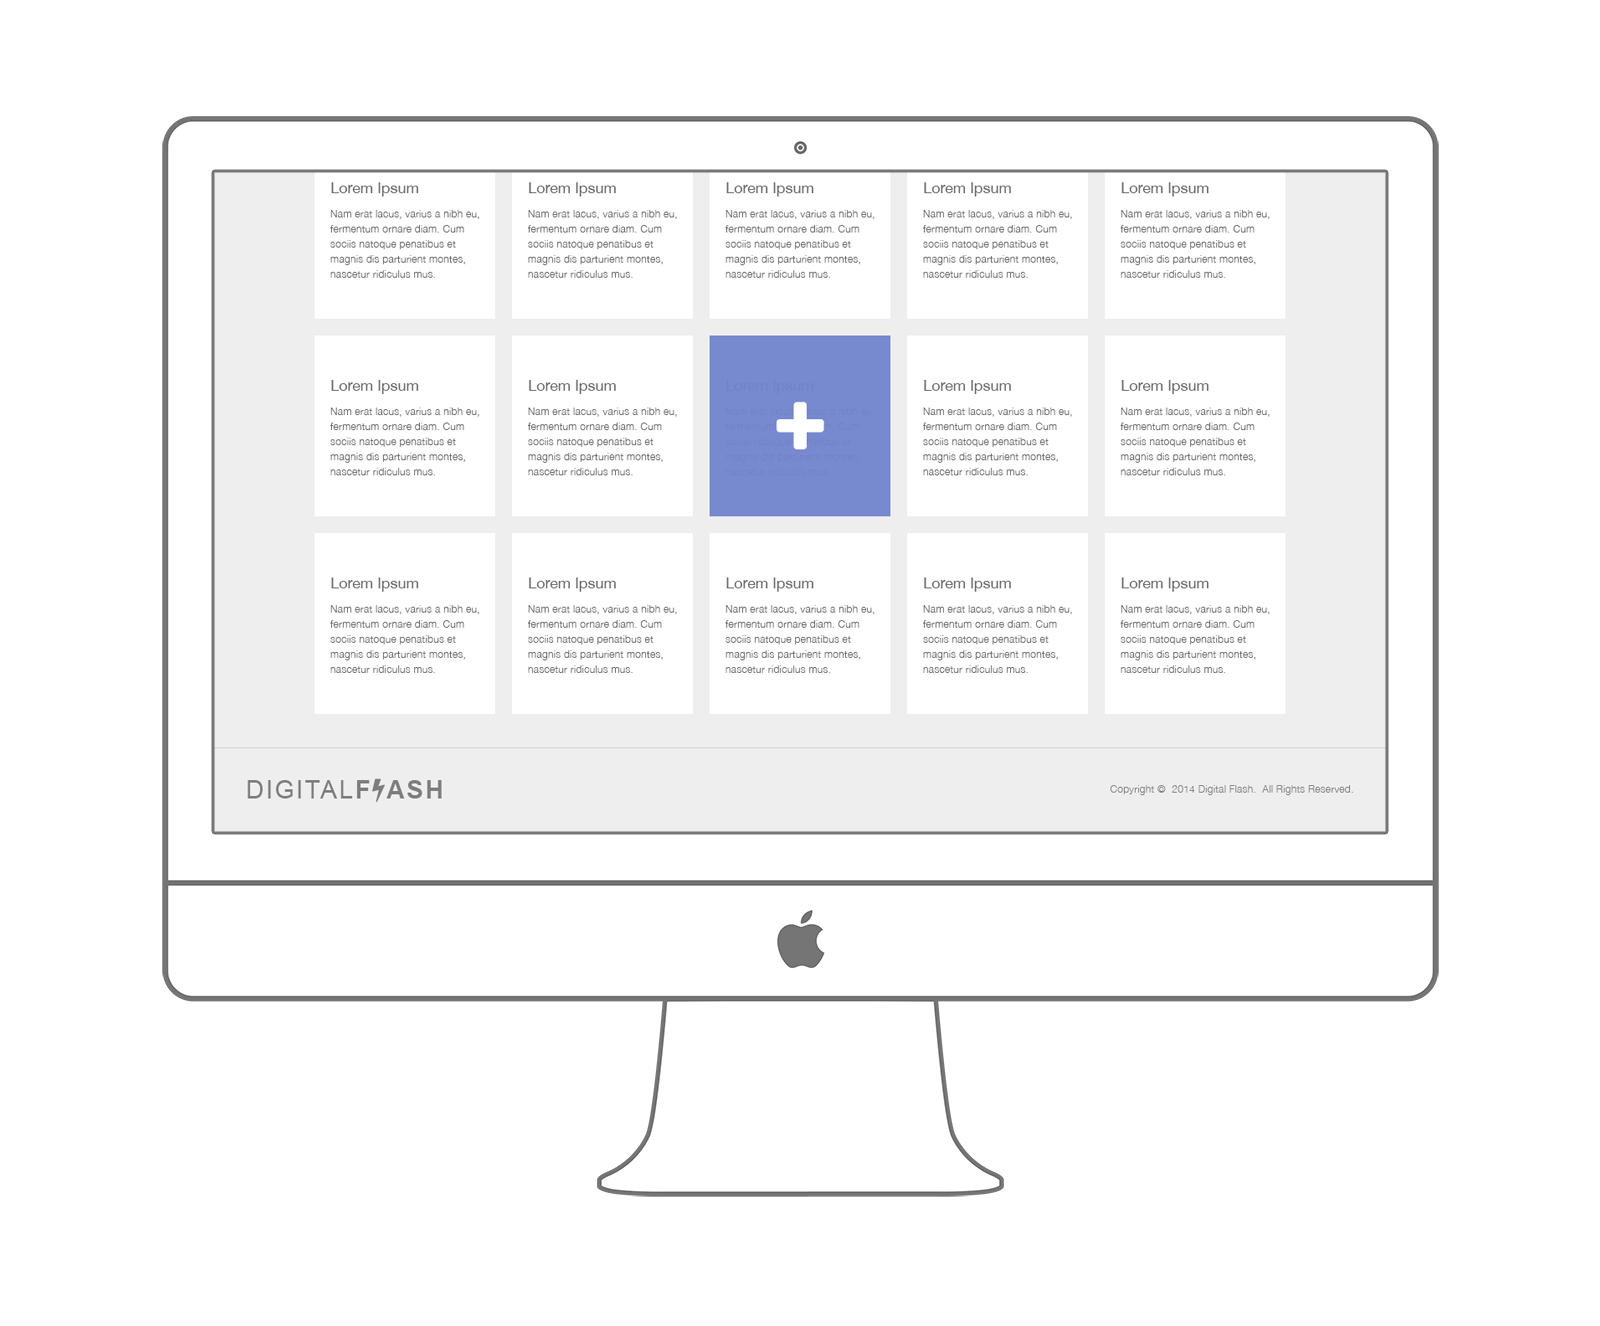 Lorem Ipsum
Nam erat lacus, varius a nibh eu,
fermentum ornare diam. Cum
sociis natoque penatibus et
magnis dis parturient montes,
nascetur ridiculus mus.
Lorem Ipsum
Nam erat lacus, varius a nibh eu,
fermentum ornare diam. Cum
sociis natoque penatibus et
magnis dis parturient montes,
nascetur ridiculus mus.
Lorem Ipsum
Nam erat lacus, varius a nibh eu,
fermentum ornare diam. Cum
sociis natoque penatibus et
magnis dis parturient montes,
nascetur ridiculus mus.
Lorem Ipsum
Nam erat lacus, varius a nibh eu,
fermentum ornare diam. Cum
sociis natoque penatibus et
magnis dis parturient montes,
nascetur ridiculus mus.
Lorem Ipsum
Nam erat lacus, varius a nibh eu,
fermentum ornare diam. Cum
sociis natoque penatibus et
magnis dis parturient montes,
nascetur ridiculus mus.
Lorem Ipsum
Nam erat lacus, varius a nibh eu,
fermentum ornare diam. Cum
sociis natoque penatibus et
magnis dis parturient montes,
nascetur ridiculus mus.
Lorem Ipsum
Nam erat lacus, varius a nibh eu,
fermentum ornare diam. Cum
sociis natoque penatibus et
magnis dis parturient montes,
nascetur ridiculus mus.
Lorem Ipsum
Nam erat a nibh eu,
Cum
sociis et
magnis dis parturient montes,
Lorem Ipsum
Nam erat lacus, varius a nibh eu,
fermentum ornare diam. Cum
sociis natoque penatibus et
magnis dis parturient montes,
nascetur ridiculus mus.
Lorem Ipsum
Nam erat lacus, varius a nibh eu,
fermentum ornare diam. Cum
sociis natoque penatibus et
magnis dis parturient montes,
nascetur ridiculus mus.
Lorem Ipsum
Nam erat lacus, varius a nibh eu,
fermentum ornare diam. Cum
sociis natoque penatibus et
magnis dis parturient montes,
nascetur ridiculus mus.
Lorem Ipsum
Nam erat lacus, varius a nibh eu,
fermentum ornare diam. Cum
sociis natoque penatibus et
magnis dis parturient montes,
nascetur ridiculus mus.
Lorem Ipsum
Nam erat lacus, varius a nibh eu,
fermentum ornare diam. Cum
sociis natoque penatibus et
magnis dis parturient montes,
nascetur ridiculus mus.
Lorem Ipsum
Nam erat lacus, varius a nibh eu,
fermentum ornare diam. Cum
sociis natoque penatibus et
magnis dis parturient montes,
nascetur ridiculus mus.
Lorem Ipsum
Nam erat lacus, varius a nibh eu,
fermentum ornare diam. Cum
sociis natoque penatibus et
magnis dis parturient montes,
nascetur ridiculus mus.
DIGITALFLASH
Copyright © 2014 Digital Flash. All Rights Reserved.